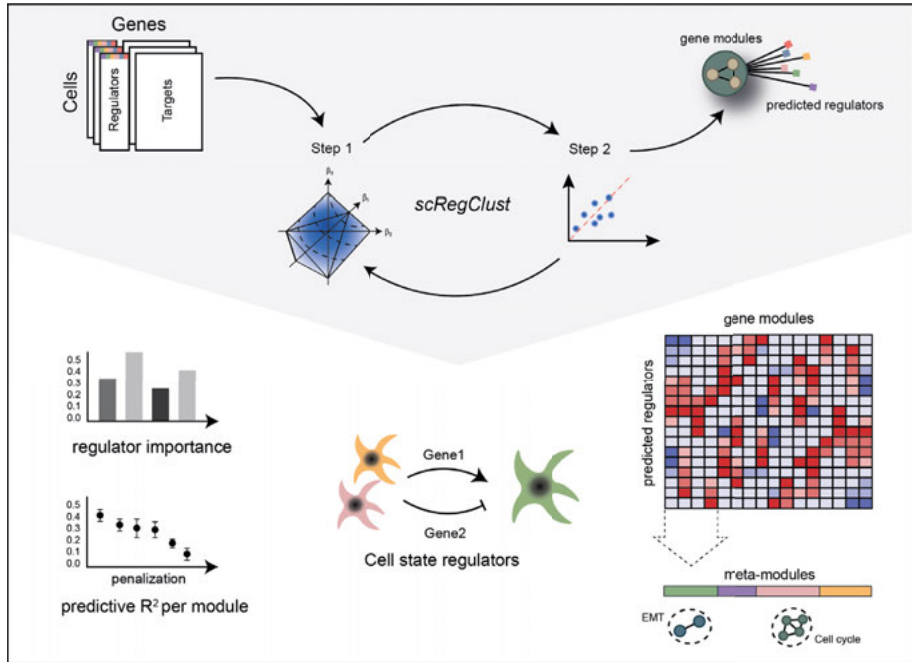 Genes
Cells
Regulators
Targets
Step 1
Step 2
scRegClust
gene modules
predicted regulators
β₁
0.5
0.4
0.3
0.2
0.1
0.0
regulator importance
0.5
0.4
0.3
0.2
0.1
0.0
penalization
predictive R² per module
Gene1
Gene2
Cell state regulators
gene modules
predicted regulators
meta-modules
EMT
Cell cycle